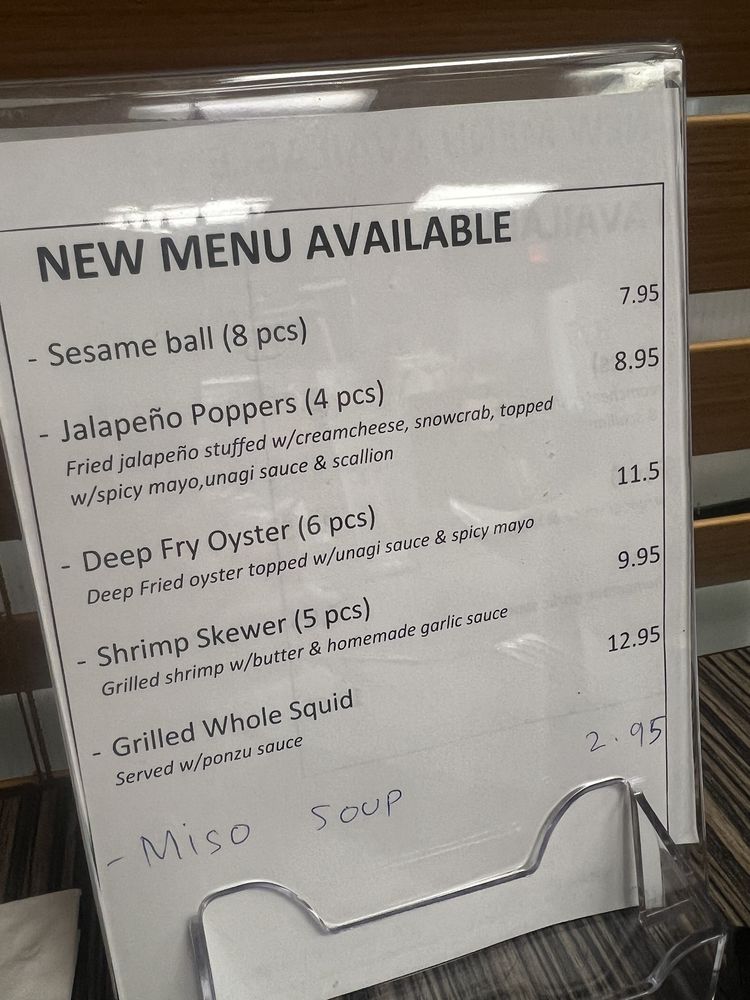 NEW MENU AVAILABLE
- Sesame ball (8 pcs) 7.95
- Jalapeño Poppers (4 pcs) 8.95
Fried jalapeño stuffed w/creamcheese, snowcrab, topped
w/spicy mayo,unagi sauce & scallion
- Deep Fry Oyster (6 pcs) 11.5
Deep Fried oyster topped w/unagi sauce & spicy mayo
- Shrimp Skewer (5 pcs) 9.95
Grilled shrimp w/butter & homemade garlic sauce
- Grilled Whole Squid 12.95
Served w/ponzu sauce
- Miso SOUP 2.95